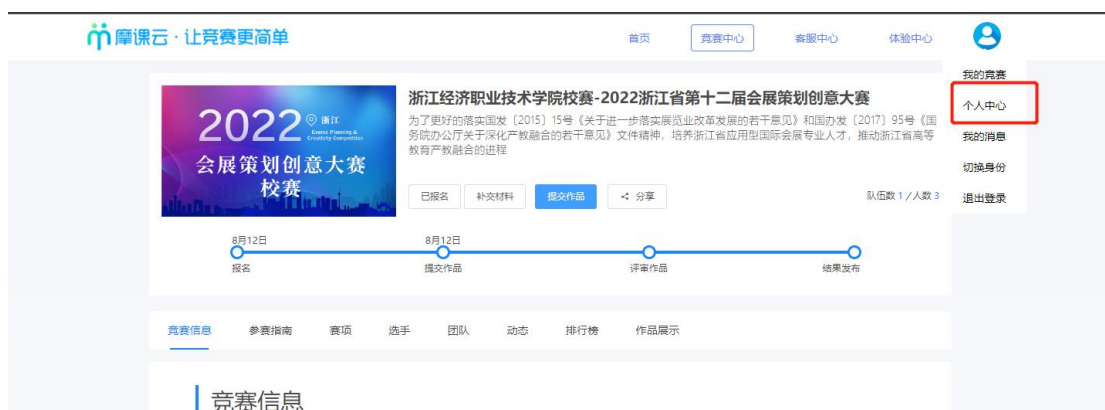 摩课云·让竞赛更简单
首页 竞赛中心 客服中心 体验中心
我的竞赛
个人中心
我的消息
切换身份
退出登录
2022 浙江
Events Planning &
Creativity Competition
会展策划创意大赛
校赛
浙江经济职业技术学院校赛-2022浙江省第十二届会展策划创意大赛
为了更好的落实国发〔2015〕15号《关于进一步落实展览业改革发展的若干意见》和国办发〔2017〕95号《国
务院办公厅关于深化产教融合的若干意见》文件精神，培养浙江省应用型国际会展专业人才，推动浙江省高等
教育产教融合的进程
已报名 补交材料 提交作品 分享
队伍数 1 / 人数 3
8月12日 8月12日
报名 提交作品 评审作品 结果发布
竞赛信息 参赛指南 赛项 选手 团队 动态 排行榜 作品展示
竞赛信息